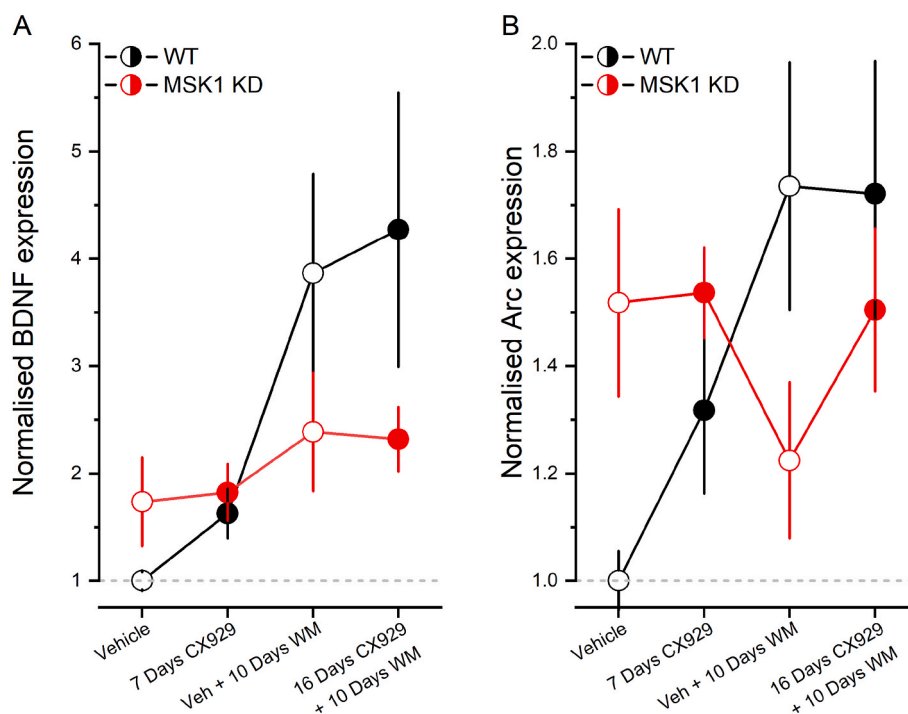 A
Normalised BDNF expression
6
5
4
3
2
1
WT
MSK1 KD
Vehicle
7 Days CX929
Veh + 10 Days WM
16 Days CX929
+ 10 Days WM
B
Normalised Arc expression
2.0
1.8
1.6
1.4
1.2
1.0
WT
MSK1 KD
Vehicle
7 Days CX929
Veh + 10 Days WM
16 Days CX929
+ 10 Days WM